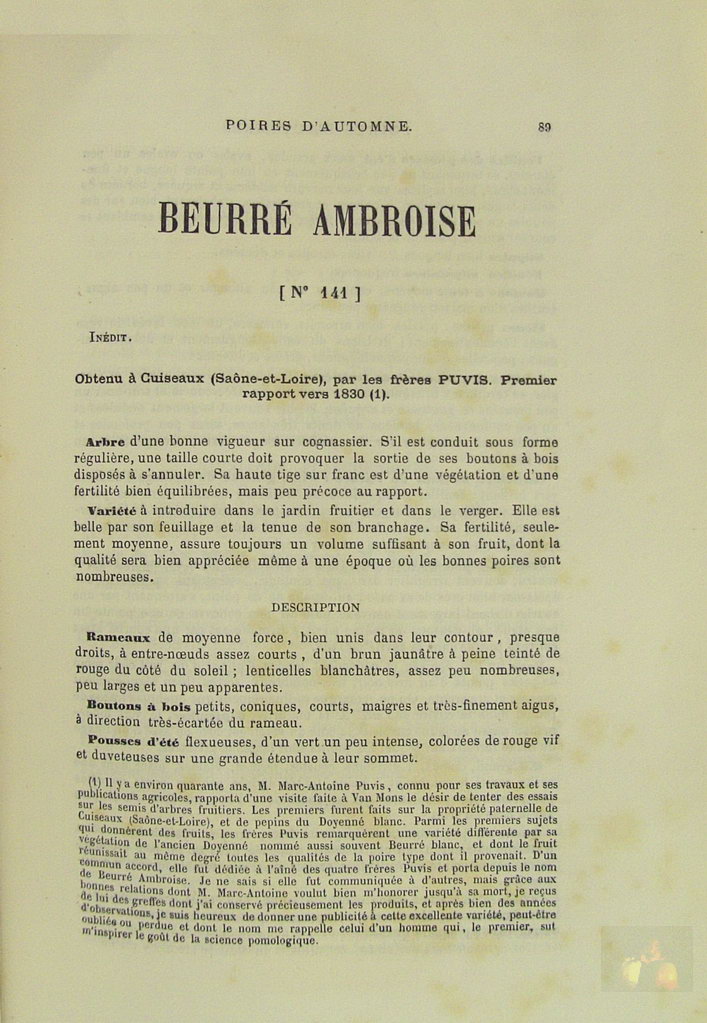 POIRES D'AUTOMNE. 89
BEURRÉ AMBROISE
[ N° 141 ]
INÉDIT.
Obtenu à Cuiseaux (Saône-et-Loire), par les frères PUVIS. Premier
rapport vers 1830 (1).
Arbre d'une bonne vigueur sur cognassier. S'il est conduit sous forme
régulière, une taille courte doit provoquer la sortie de ses boutons à bois
disposés à s'annuler. Sa haute tige sur franc est d'une végétation et d'une
fertilité bien équilibrées, mais peu précoce au rapport.
Variété à introduire dans le jardin fruitier et dans le verger. Elle est
belle par son feuillage et la tenue de son branchage. Sa fertilité, seule-
ment moyenne, assure toujours un volume suffisant à son fruit, dont la
qualité sera bien appréciée même à une époque où les bonnes poires sont
nombreuses.
DESCRIPTION
Rameaux de moyenne force, bien unis dans leur contour, presque
droits, à entre-nœuds assez courts, d'un brun jaunâtre à peine teinté de
rouge du côté du soleil ; lenticelles blanchâtres, assez peu nombreuses,
peu larges et un peu apparentes.
Boutons à bois petits, coniques, courts, maigres et très-finement aigus,
à direction très-écartée du rameau.
Pousses d'été flexueuses, d'un vert un peu intense, colorées de rouge vif
et duveteuses sur une grande étendue à leur sommet.
(1) Il y a environ quarante ans, M. Marc-Antoine Puvis, connu pour ses travaux et ses
publications agricoles, rapporta d'une visite faite à Van Mons le désir de tenter des essais
sur les semis d'arbres fruitiers. Les premiers furent faits sur la propriété paternelle de
Cuiseaux (Saône-et-Loire), et de pepins du Doyenné blanc. Parmi les premiers sujets
qui donnèrent des fruits, les frères Puvis remarquèrent une variété différente par sa
végétation de l'ancien Doyenné nommé aussi souvent Beurré blanc, et dont le fruit
réunissait au même degré toutes les qualités de la poire type dont il provenait. D'un
commun accord, elle fut dédiée à l'aîné des quatre frères Puvis et porta depuis le nom
de Beurré Ambroise. Je ne sais si elle fut communiquée à d'autres, mais grâce aux
bonnes relations dont M. Marc-Antoine voulut bien m'honorer jusqu'à sa mort, je reçus
de lui des greffes dont j'ai conservé précieusement les produits, et après bien des années
d'observations, je suis heureux de donner une publicité à cette excellente variété, peut-être
oubliée ou perdue et dont le nom me rappelle celui d'un homme qui, le premier, sut
m'inspirer le goût de la science pomologique.